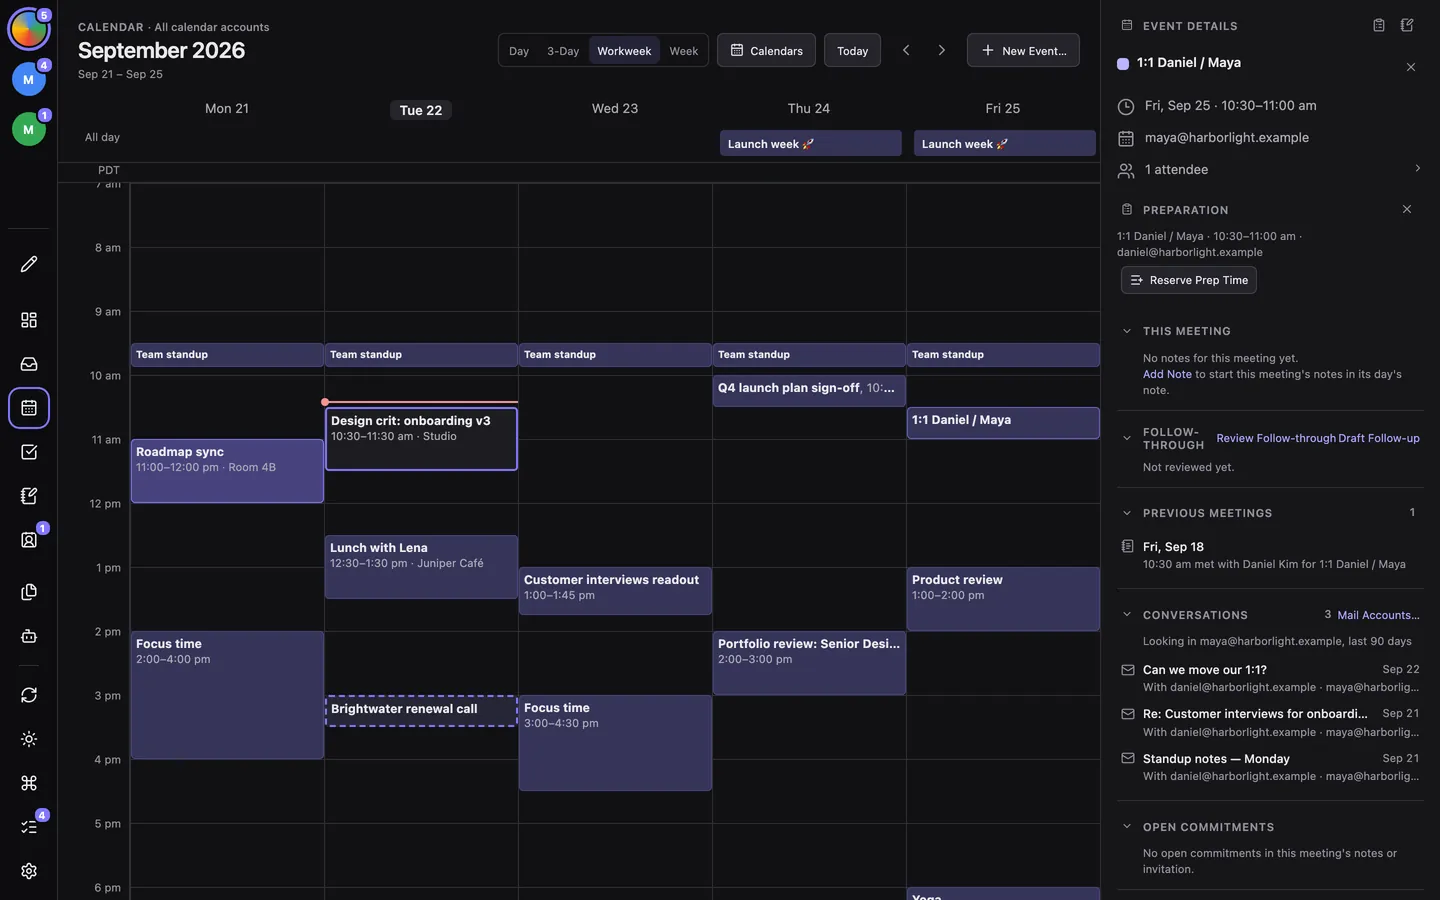 5
M
4
M
1
1
4
CALENDAR · All calendar accounts
September 2026
Sep 21 – Sep 25
Day
3-Day
Workweek
Week
Calendars
Today
New Event...
Mon 21
Tue 22
Wed 23
Thu 24
Fri 25
All day
Launch week 🚀
Launch week 🚀
PDT
7 am
8 am
9 am
10 am
11 am
12 pm
1 pm
2 pm
3 pm
4 pm
5 pm
6 pm
Team standup
Roadmap sync
11:00–12:00 pm · Room 4B
Focus time
2:00–4:00 pm
Team standup
Design crit: onboarding v3
10:30–11:30 am · Studio
Lunch with Lena
12:30–1:30 pm · Juniper Café
Brightwater renewal call
Team standup
Customer interviews readout
1:00–1:45 pm
Focus time
3:00–4:30 pm
Team standup
Q4 launch plan sign-off, 10:...
Portfolio review: Senior Desi...
2:00–3:00 pm
Team standup
1:1 Daniel / Maya
Product review
1:00–2:00 pm
Yoga
EVENT DETAILS
1:1 Daniel / Maya
Fri, Sep 25 · 10:30–11:00 am
maya@harborlight.example
1 attendee
PREPARATION
1:1 Daniel / Maya · 10:30–11:00 am ·
daniel@harborlight.example
Reserve Prep Time
THIS MEETING
No notes for this meeting yet.
Add Note to start this meeting's notes in its day's
note.
FOLLOW-
THROUGH
Review Follow-through Draft Follow-up
Not reviewed yet.
PREVIOUS MEETINGS 1
Fri, Sep 18
10:30 am met with Daniel Kim for 1:1 Daniel / Maya
CONVERSATIONS 3 Mail Accounts...
Looking in maya@harborlight.example, last 90 days
Can we move our 1:1? Sep 22
With daniel@harborlight.example · maya@harborlig...
Re: Customer interviews for onboardi... Sep 21
With daniel@harborlight.example · maya@harborlig...
Standup notes — Monday Sep 21
With daniel@harborlight.example · maya@harborlig...
OPEN COMMITMENTS
No open commitments in this meeting's notes or
invitation.